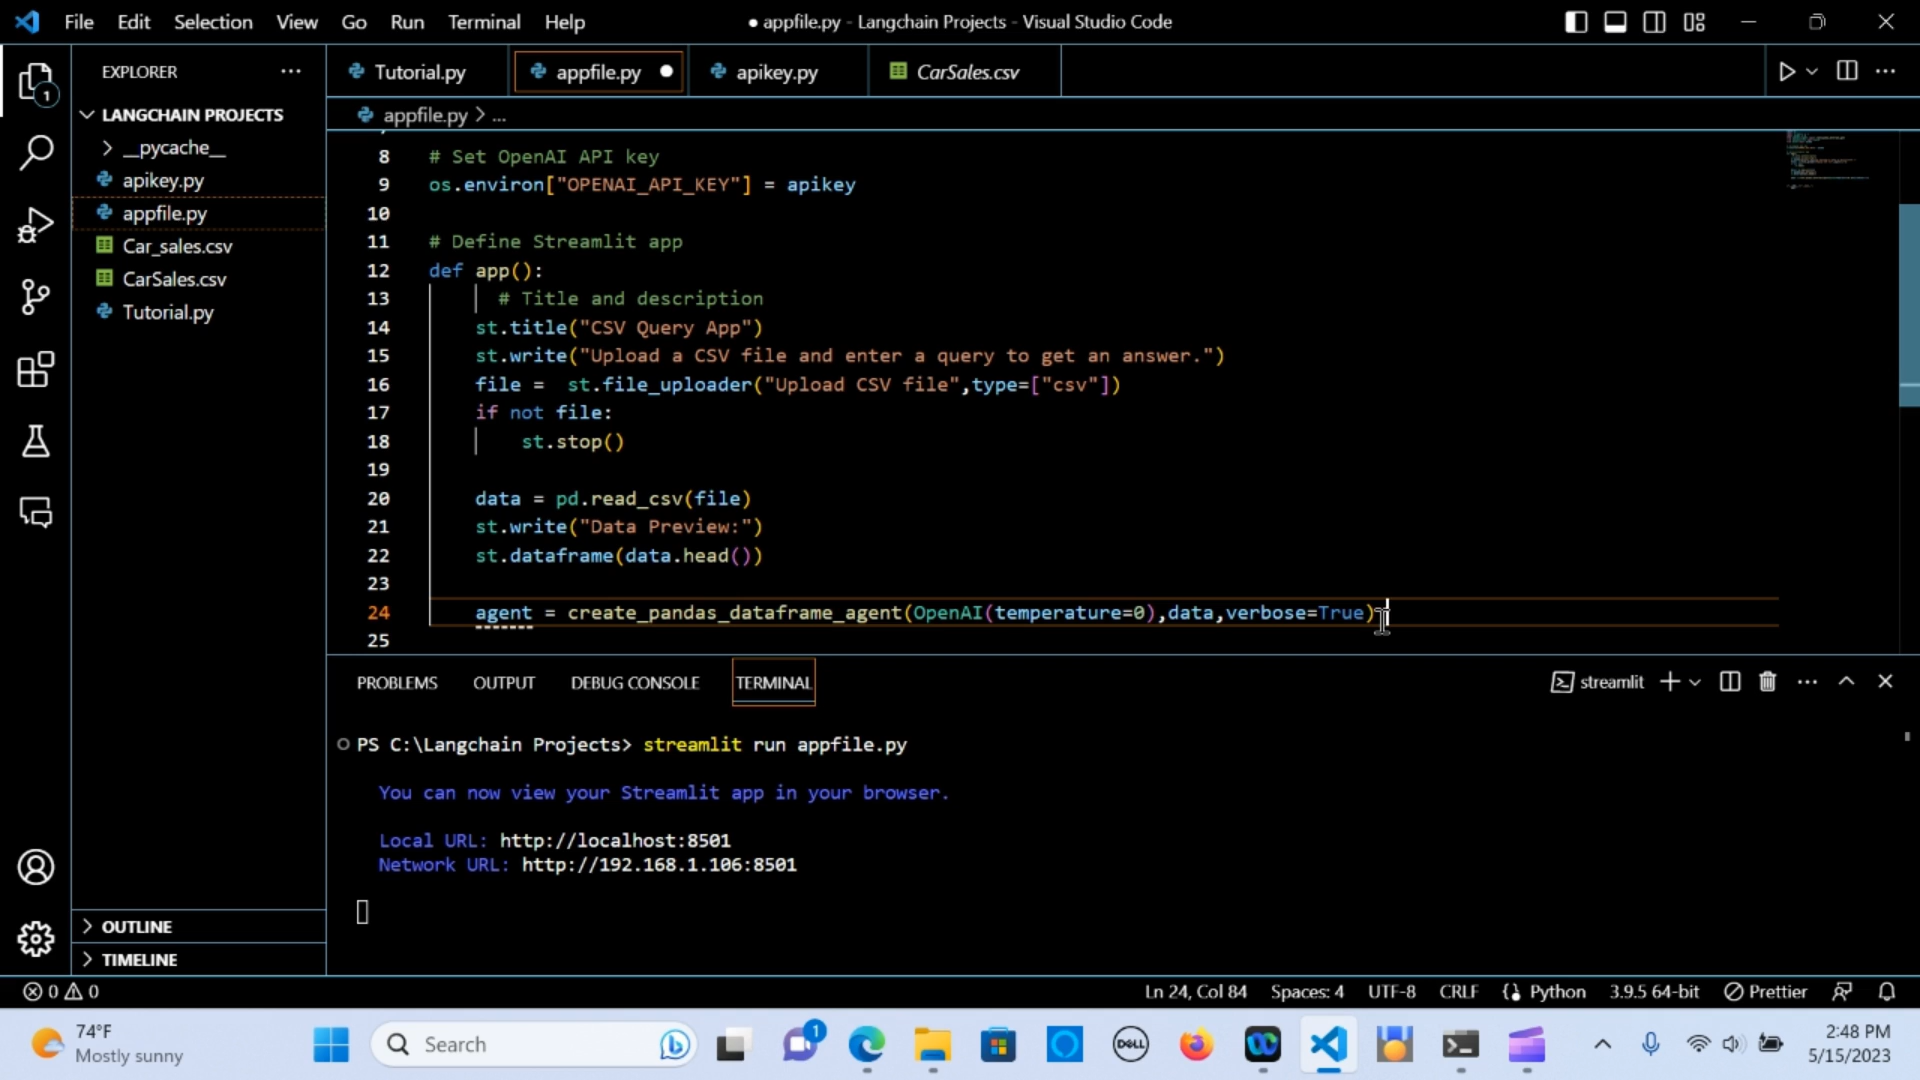 File Edit Selection View Go Run Terminal Help
● appfile.py - Langchain Projects - Visual Studio Code
EXPLORER
Tutorial.py
appfile.py
apikey.py
CarSales.csv
1
LANGCHAIN PROJECTS
__pycache__
apikey.py
appfile.py
Car_sales.csv
CarSales.csv
Tutorial.py
OUTLINE
TIMELINE
appfile.py > ...
8 # Set OpenAI API key
9 os.environ["OPENAI_API_KEY"] = apikey
10
11 # Define Streamlit app
12 def app():
13 # Title and description
14 st.title("CSV Query App")
15 st.write("Upload a CSV file and enter a query to get an answer.")
16 file =  st.file_uploader("Upload CSV file",type=["csv"])
17 if not file:
18 st.stop()
19
20 data = pd.read_csv(file)
21 st.write("Data Preview:")
22 st.dataframe(data.head())
23
24 agent = create_pandas_dataframe_agent(OpenAI(temperature=0),data,verbose=True)
25
PROBLEMS OUTPUT DEBUG CONSOLE TERMINAL
streamlit
PS C:\Langchain Projects> streamlit run appfile.py
You can now view your Streamlit app in your browser.
Local URL: http://localhost:8501
Network URL: http://192.168.1.106:8501
0 0
Ln 24, Col 84 Spaces: 4 UTF-8 CRLF Python 3.9.5 64-bit Prettier
74°F
Mostly sunny
Search
1
DELL
2:48 PM
5/15/2023